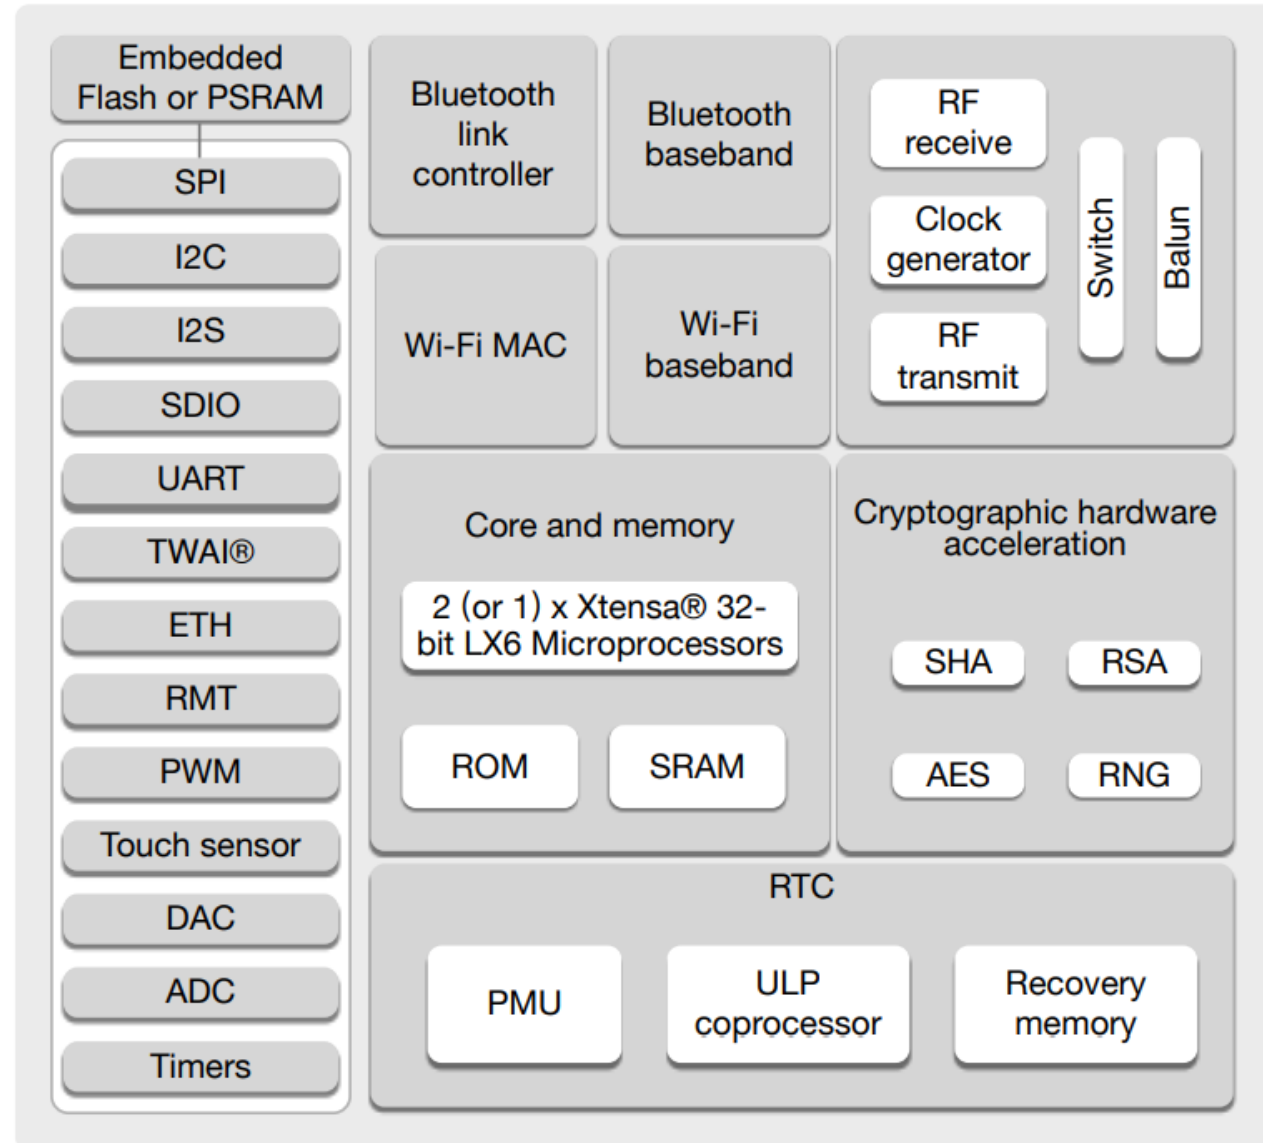 Embedded
Flash or PSRAM
SPI
I2C
I2S
SDIO
UART
TWAI®
ETH
RMT
PWM
Touch sensor
DAC
ADC
Timers
Bluetooth
link
controller
Bluetooth
baseband
Wi-Fi MAC
Wi-Fi
baseband
RF
receive
Clock
generator
RF
transmit
Switch
Balun
Core and memory
2 (or 1) x Xtensa® 32-
bit LX6 Microprocessors
ROM
SRAM
Cryptographic hardware
acceleration
SHA
RSA
AES
RNG
RTC
PMU
ULP
coprocessor
Recovery
memory